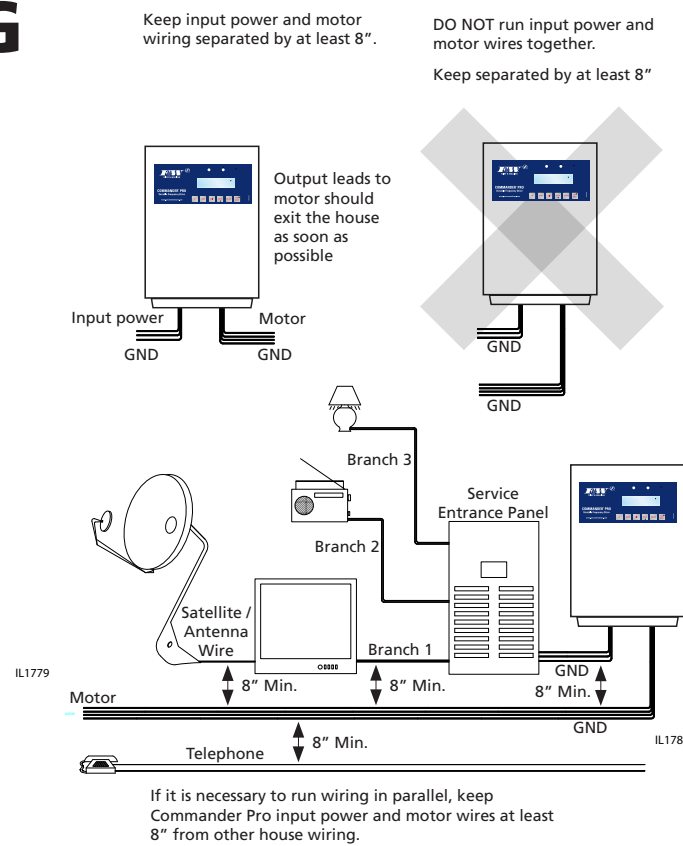 G
Keep input power and motor
wiring separated by at least 8”.
DO NOT run input power and
motor wires together.
Keep separated by at least 8”
COMMANDER PRO
Output leads to
motor should
exit the house
as soon as
possible
Input power
Motor
GND
GND
COMMANDER PRO
GND
GND
Branch 3
Branch 2
Service
Entrance Panel
COMMANDER PRO
Satellite /
Antenna
Wire
Branch 1
GND
8” Min.
8” Min.
8” Min.
IL1779
Motor
GND
IL178
8” Min.
Telephone
If it is necessary to run wiring in parallel, keep
Commander Pro input power and motor wires at least
8” from other house wiring.